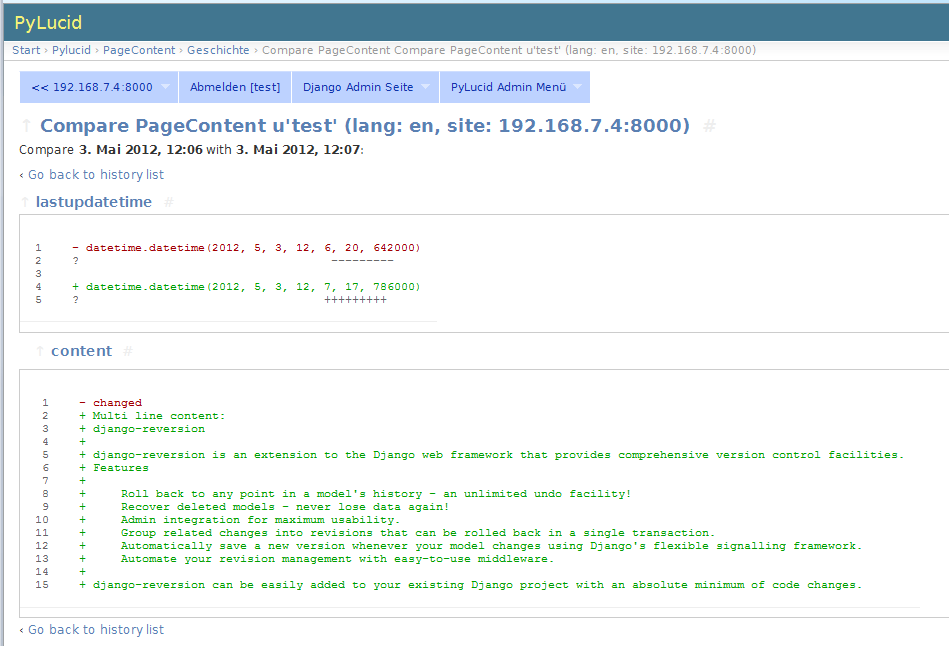 PyLucid
Start › Pylucid › PageContent › Geschichte › Compare PageContent Compare PageContent u'test' (lang: en, site: 192.168.7.4:8000)
<< 192.168.7.4:8000 Abmelden [test] Django Admin Seite PyLucid Admin Menü
↑ Compare PageContent u'test' (lang: en, site: 192.168.7.4:8000) #
Compare 3. Mai 2012, 12:06 with 3. Mai 2012, 12:07:
‹ Go back to history list
↑ lastupdatetime #
1 - datetime.datetime(2012, 5, 3, 12, 6, 20, 642000)
2 ? ---------
3
4 + datetime.datetime(2012, 5, 3, 12, 7, 17, 786000)
5 ? +++++++++
↑ content #
1 - changed
2 + Multi line content:
3 + django-reversion
4 +
5 + django-reversion is an extension to the Django web framework that provides comprehensive version control facilities.
6 + Features
7 +
8 + Roll back to any point in a model's history - an unlimited undo facility!
9 + Recover deleted models - never lose data again!
10 + Admin integration for maximum usability.
11 + Group related changes into revisions that can be rolled back in a single transaction.
12 + Automatically save a new version whenever your model changes using Django's flexible signalling framework.
13 + Automate your revision management with easy-to-use middleware.
14 +
15 + django-reversion can be easily added to your existing Django project with an absolute minimum of code changes.
‹ Go back to history list